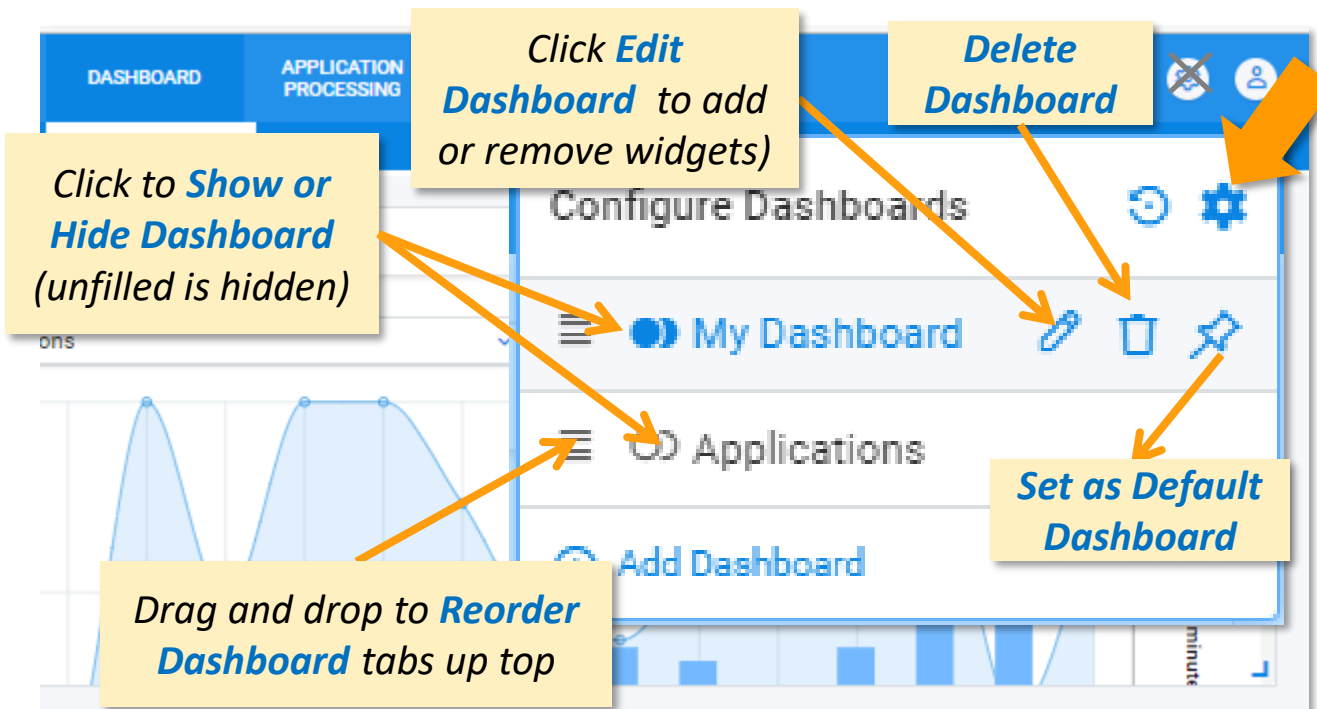 DASHBOARD
APPLICATION
PROCESSING
Click Edit
Dashboard to add
or remove widgets)
Delete
Dashboard
Click to Show or
Hide Dashboard
(unfilled is hidden)
Configure Dashboards
ons
My Dashboard
Applications
Set as Default
Dashboard
Add Dashboard
Drag and drop to Reorder
Dashboard tabs up top
minute